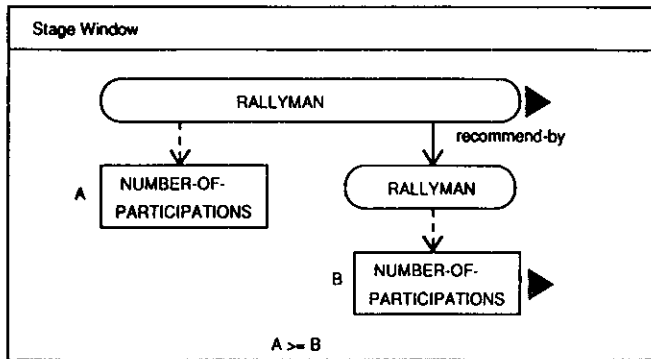 Stage Window
RALLYMAN
recommend-by
A
NUMBER-OF-
PARTICIPATIONS
RALLYMAN
B
NUMBER-OF-
PARTICIPATIONS
A >= B